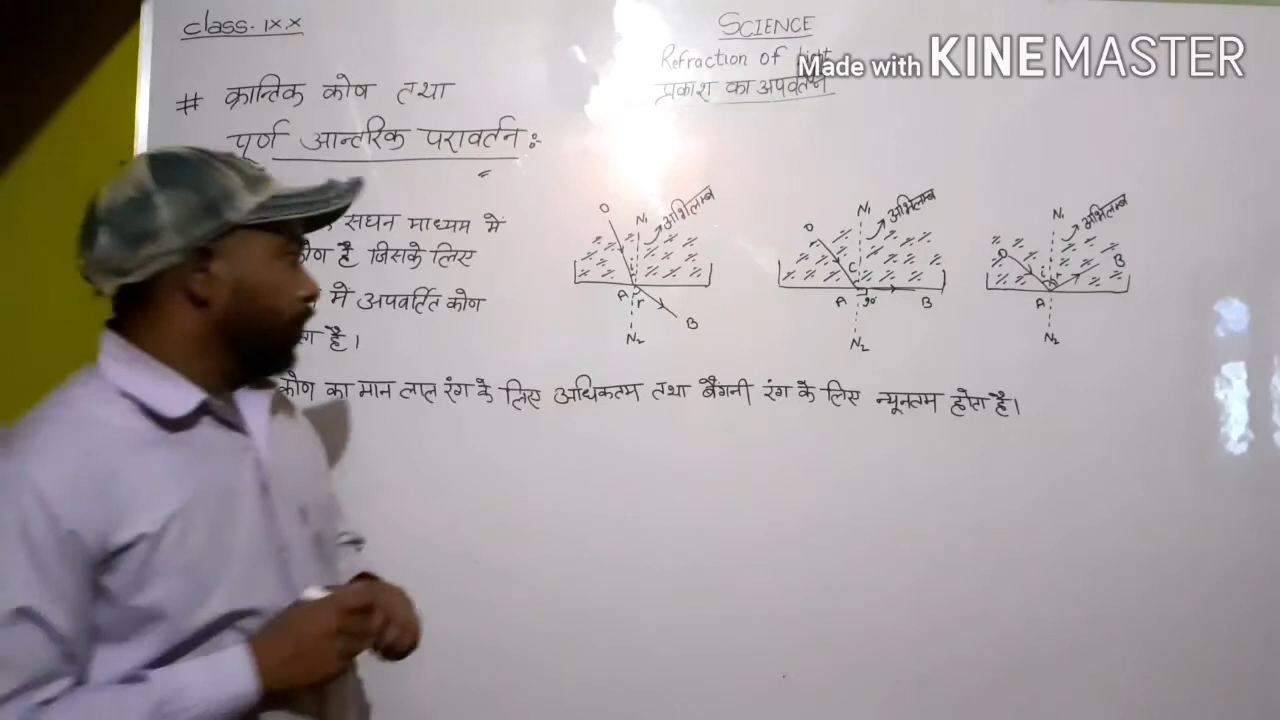 Class. IX.X
SCIENCE
Refraction of
प्रकाश का अपवर्तन
Made with KINEMASTER
# क्रान्तिक कोण तथा
पूर्ण आन्तरिक परावर्तन :-
सघन माध्यम में
कोण है जिसके लिए
में अपवर्तित कोण
है।
कोण का मान लाल रंग के लिए अधिकतम तथा बैंगनी रंग के लिए न्यूनतम होता है।
O N₁ अभिलम्ब
i
A r
B
N₂
O N₁ अभिलम्ब
C
A 90° B
N₂
O N₁ अभिलम्ब
i r B
A
N₂